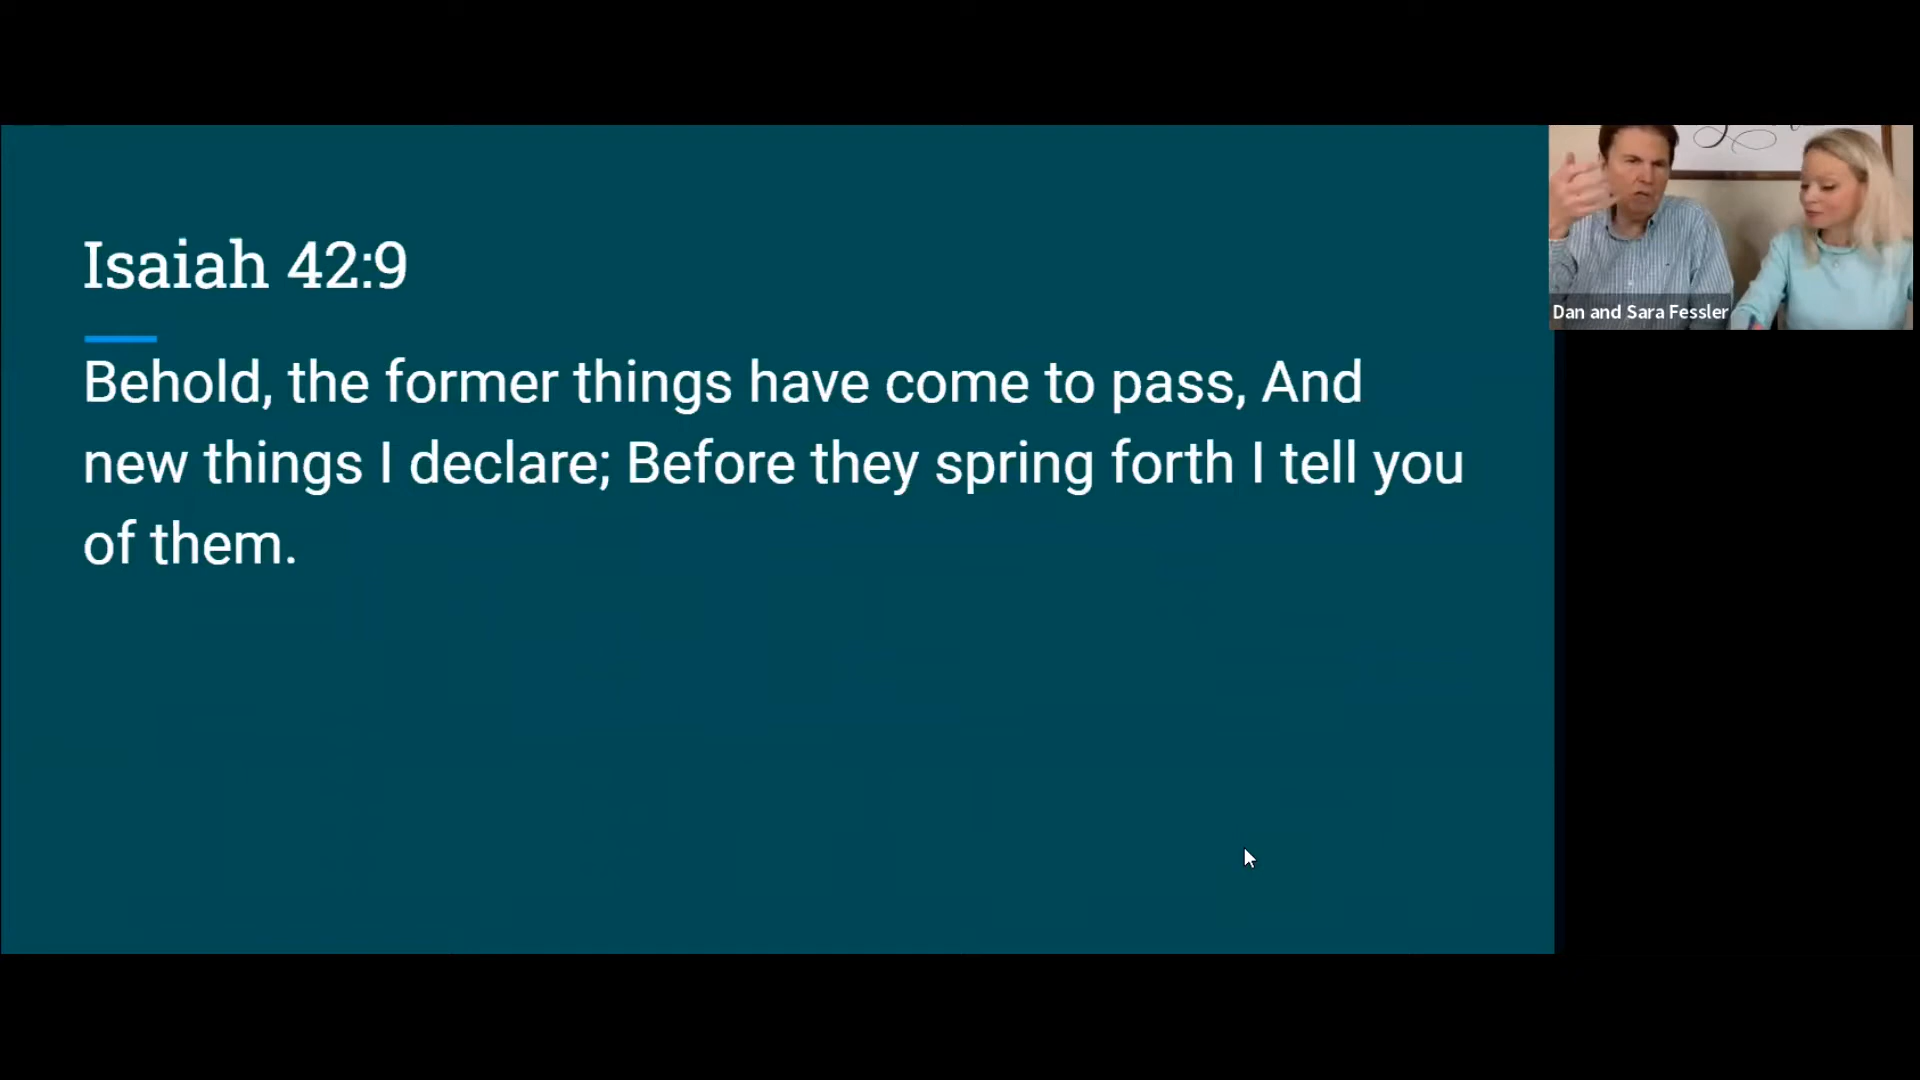 Isaiah 42:9
Behold, the former things have come to pass, And
new things I declare; Before they spring forth I tell you
of them.
Dan and Sara Fessler